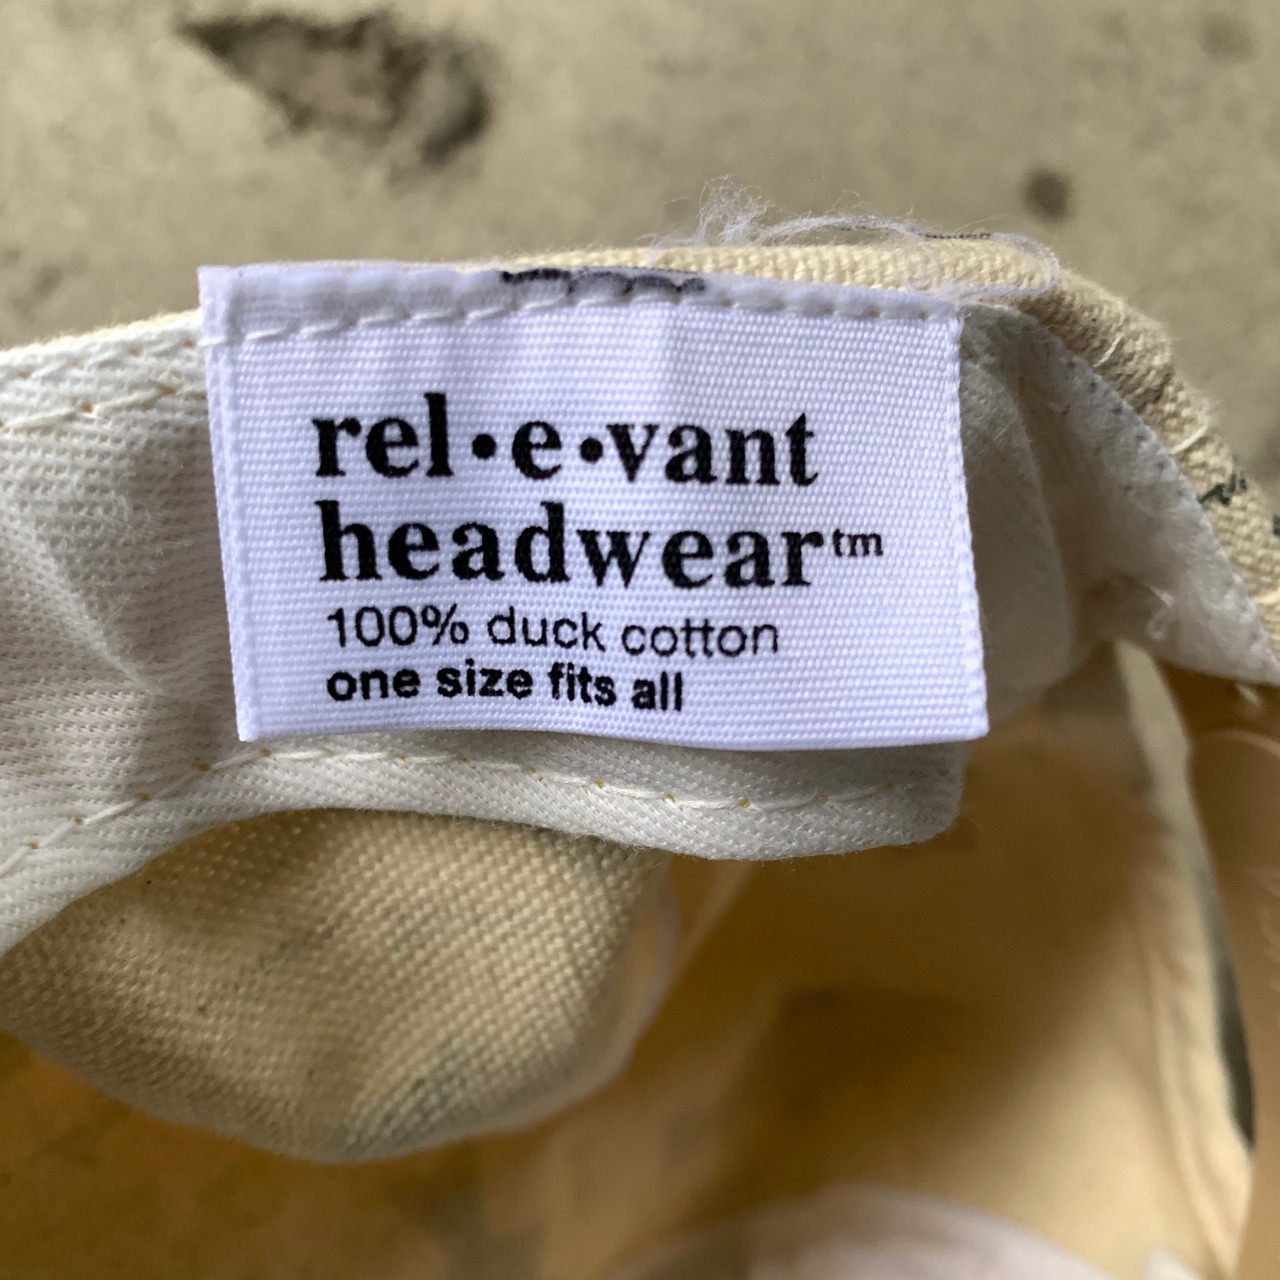 rel•e•vant
headwear™
100% duck cotton
one size fits all